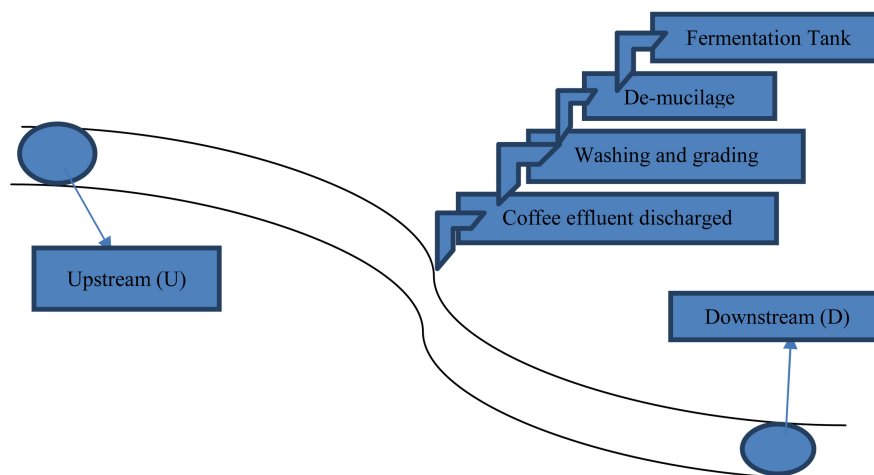 Fermentation Tank
De-mucilage
Washing and grading
Coffee effluent discharged
Upstream (U)
Downstream (D)